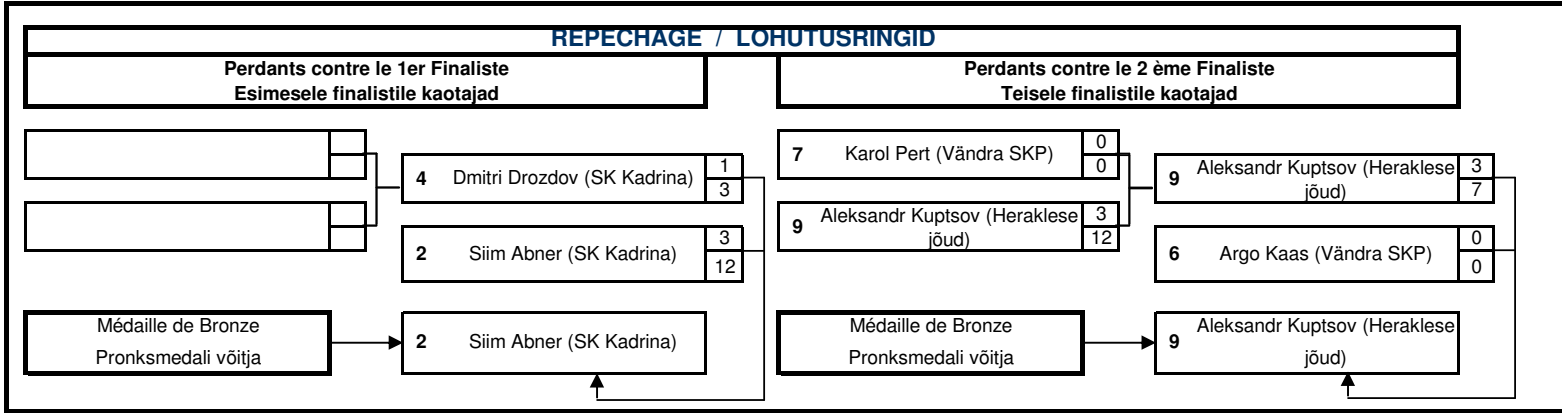 REPECHAGE / LOHUTUSRINGID
Perdants contre le 1er Finaliste
Esimesele finalistile kaotajad
Perdants contre le 2 ème Finaliste
Teisele finalistile kaotajad
4 Dmitri Drozdov (SK Kadrina) 1
3
2 Siim Abner (SK Kadrina) 3
12
Médaille de Bronze
Pronksmedali võitja
2 Siim Abner (SK Kadrina)
7 Karol Pert (Vändra SKP) 0
0
9 Aleksandr Kuptsov (Heraklese 3
jõud) 12
9 Aleksandr Kuptsov (Heraklese 3
jõud) 7
6 Argo Kaas (Vändra SKP) 0
0
Médaille de Bronze
Pronksmedali võitja
9 Aleksandr Kuptsov (Heraklese
jõud)